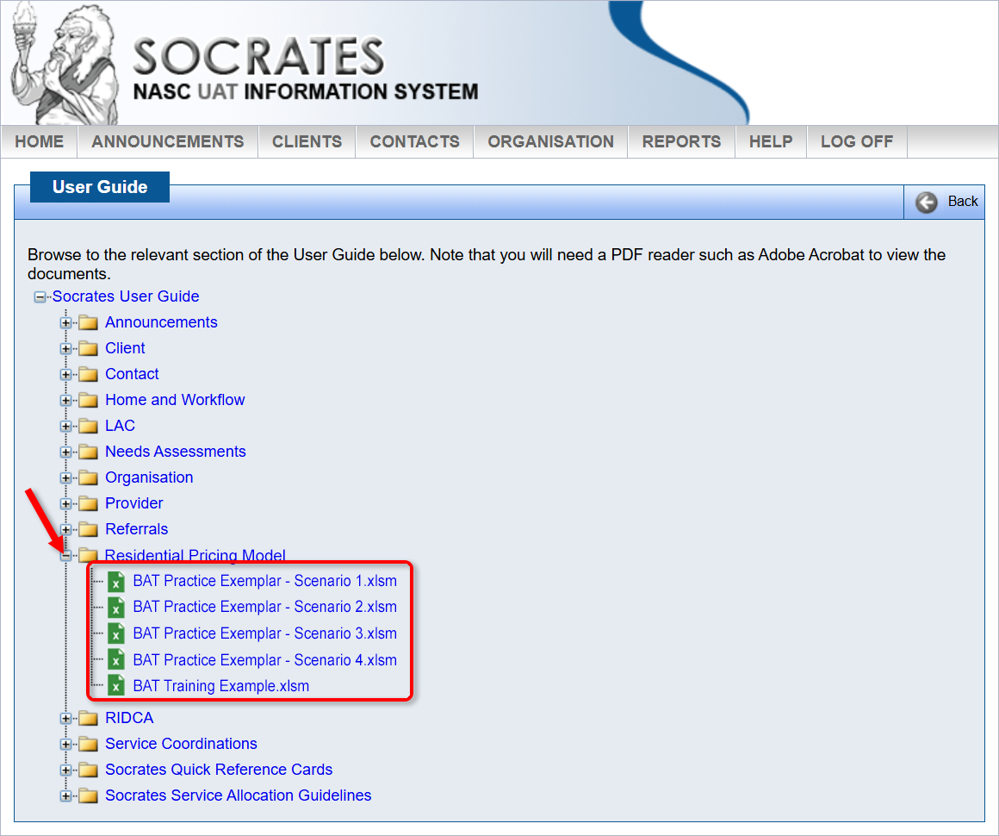 SOCRATES
NASC UAT INFORMATION SYSTEM
HOME ANNOUNCEMENTS CLIENTS CONTACTS ORGANISATION REPORTS HELP LOG OFF
User Guide
Back
Browse to the relevant section of the User Guide below. Note that you will need a PDF reader such as Adobe Acrobat to view the
documents.
Socrates User Guide
Announcements
Client
Contact
Home and Workflow
LAC
Needs Assessments
Organisation
Provider
Referrals
Residential Pricing Model
BAT Practice Exemplar - Scenario 1.xlsm
BAT Practice Exemplar - Scenario 2.xlsm
BAT Practice Exemplar - Scenario 3.xlsm
BAT Practice Exemplar - Scenario 4.xlsm
BAT Training Example.xlsm
RIDCA
Service Coordinations
Socrates Quick Reference Cards
Socrates Service Allocation Guidelines